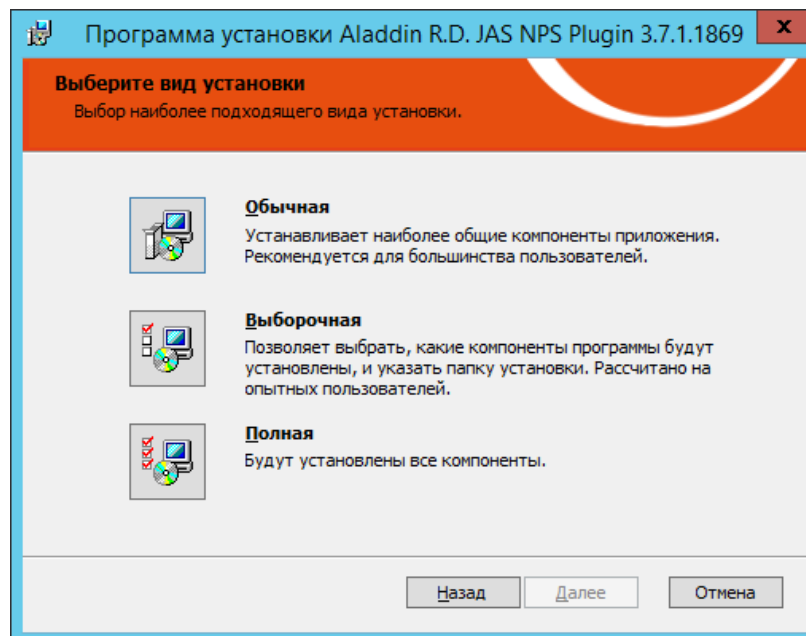 Программа установки Aladdin R.D. JAS NPS Plugin 3.7.1.1869
x
Выберите вид установки
Выбор наиболее подходящего вида установки.
Обычная
Устанавливает наиболее общие компоненты приложения.
Рекомендуется для большинства пользователей.
Выборочная
Позволяет выбрать, какие компоненты программы будут
установлены, и указать папку установки. Рассчитано на
опытных пользователей.
Полная
Будут установлены все компоненты.
Назад
Далее
Отмена